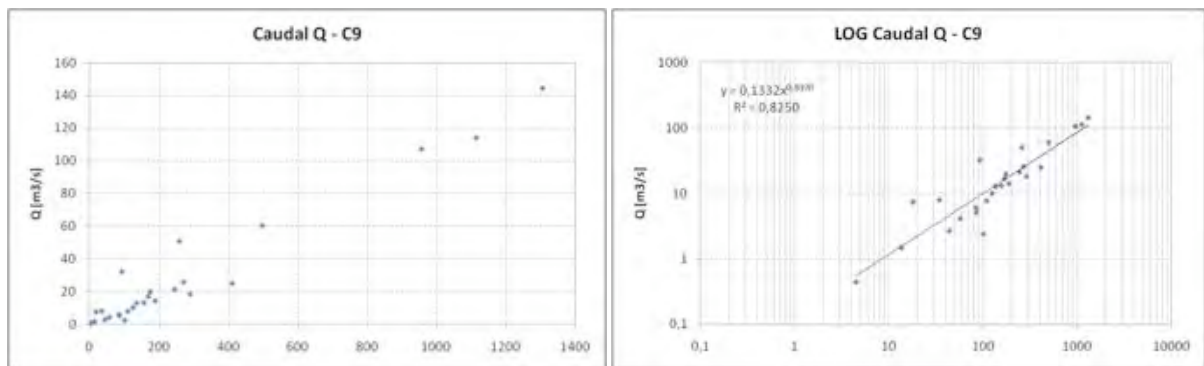 Caudal Q - C9
160
140
120
100
80
60
40
20
0
Q [m3/s]
0 200 400 600 800 1000 1200 1400
LOG Caudal Q - C9
1000
100
10
1
0,1
Q [m3/s]
y = 0,1332x
R² = 0,8250
0,1 1 10 100 1000 10000